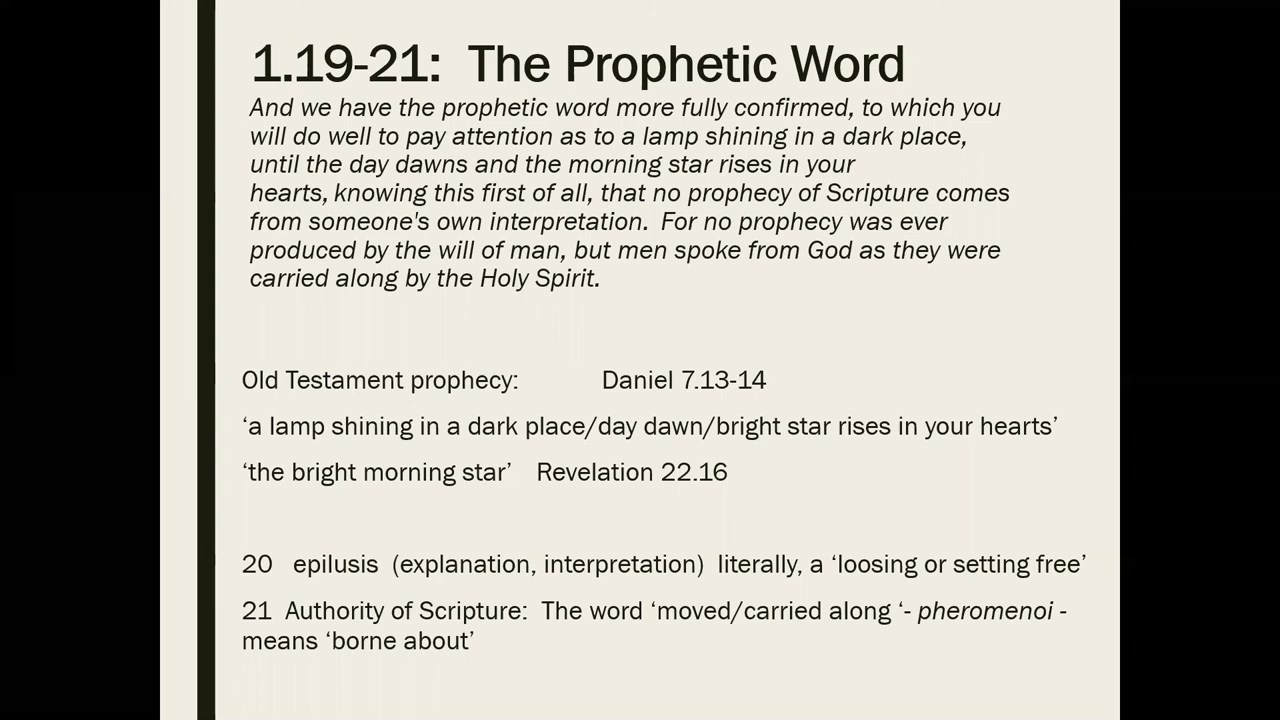 1.19-21:  The Prophetic Word
And we have the prophetic word more fully confirmed, to which you
will do well to pay attention as to a lamp shining in a dark place,
until the day dawns and the morning star rises in your
hearts, knowing this first of all, that no prophecy of Scripture comes
from someone's own interpretation.  For no prophecy was ever
produced by the will of man, but men spoke from God as they were
carried along by the Holy Spirit.
Old Testament prophecy:	Daniel 7.13-14
‘a lamp shining in a dark place/day dawn/bright star rises in your hearts’
‘the bright morning star’   Revelation 22.16
20   epilusis  (explanation, interpretation)  literally, a ‘loosing or setting free’
21  Authority of Scripture:  The word ‘moved/carried along ‘- pheromenoi -
means ‘borne about’